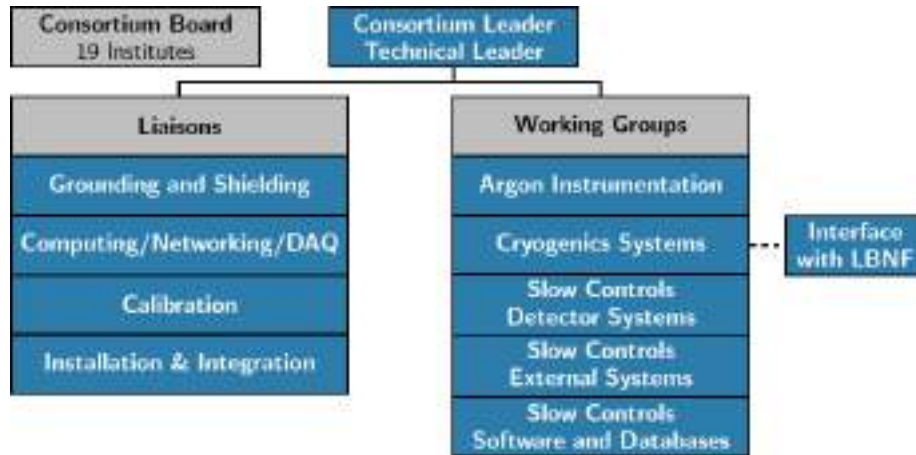 Consortium Board
19 Institutes
Consortium Leader
Technical Leader
Liaisons
Grounding and Shielding
Computing/Networking/DAQ
Calibration
Installation & Integration
Working Groups
Argon Instrumentation
Cryogenics Systems
Slow Controls
Detector Systems
Slow Controls
External Systems
Slow Controls
Software and Databases
Interface
with LBNF